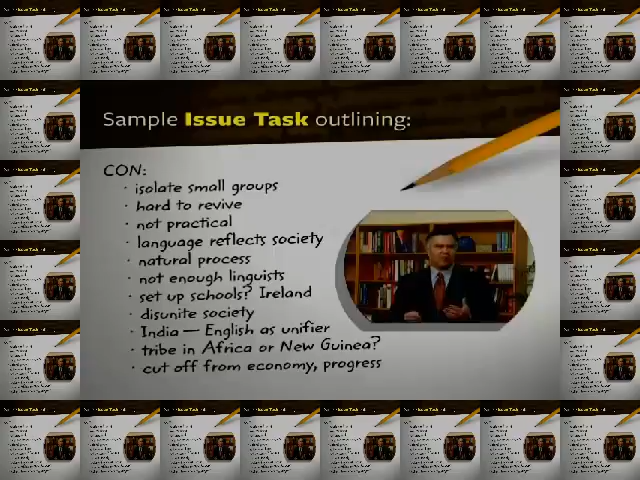 Sample Issue Task outlining:
CON:
· isolate small groups
· hard to revive
· not practical
· language reflects society
· natural process
· not enough linguists
· set up schools? Ireland
· disunite society
· India — English as unifier
· tribe in Africa or New Guinea?
· cut off from economy, progress